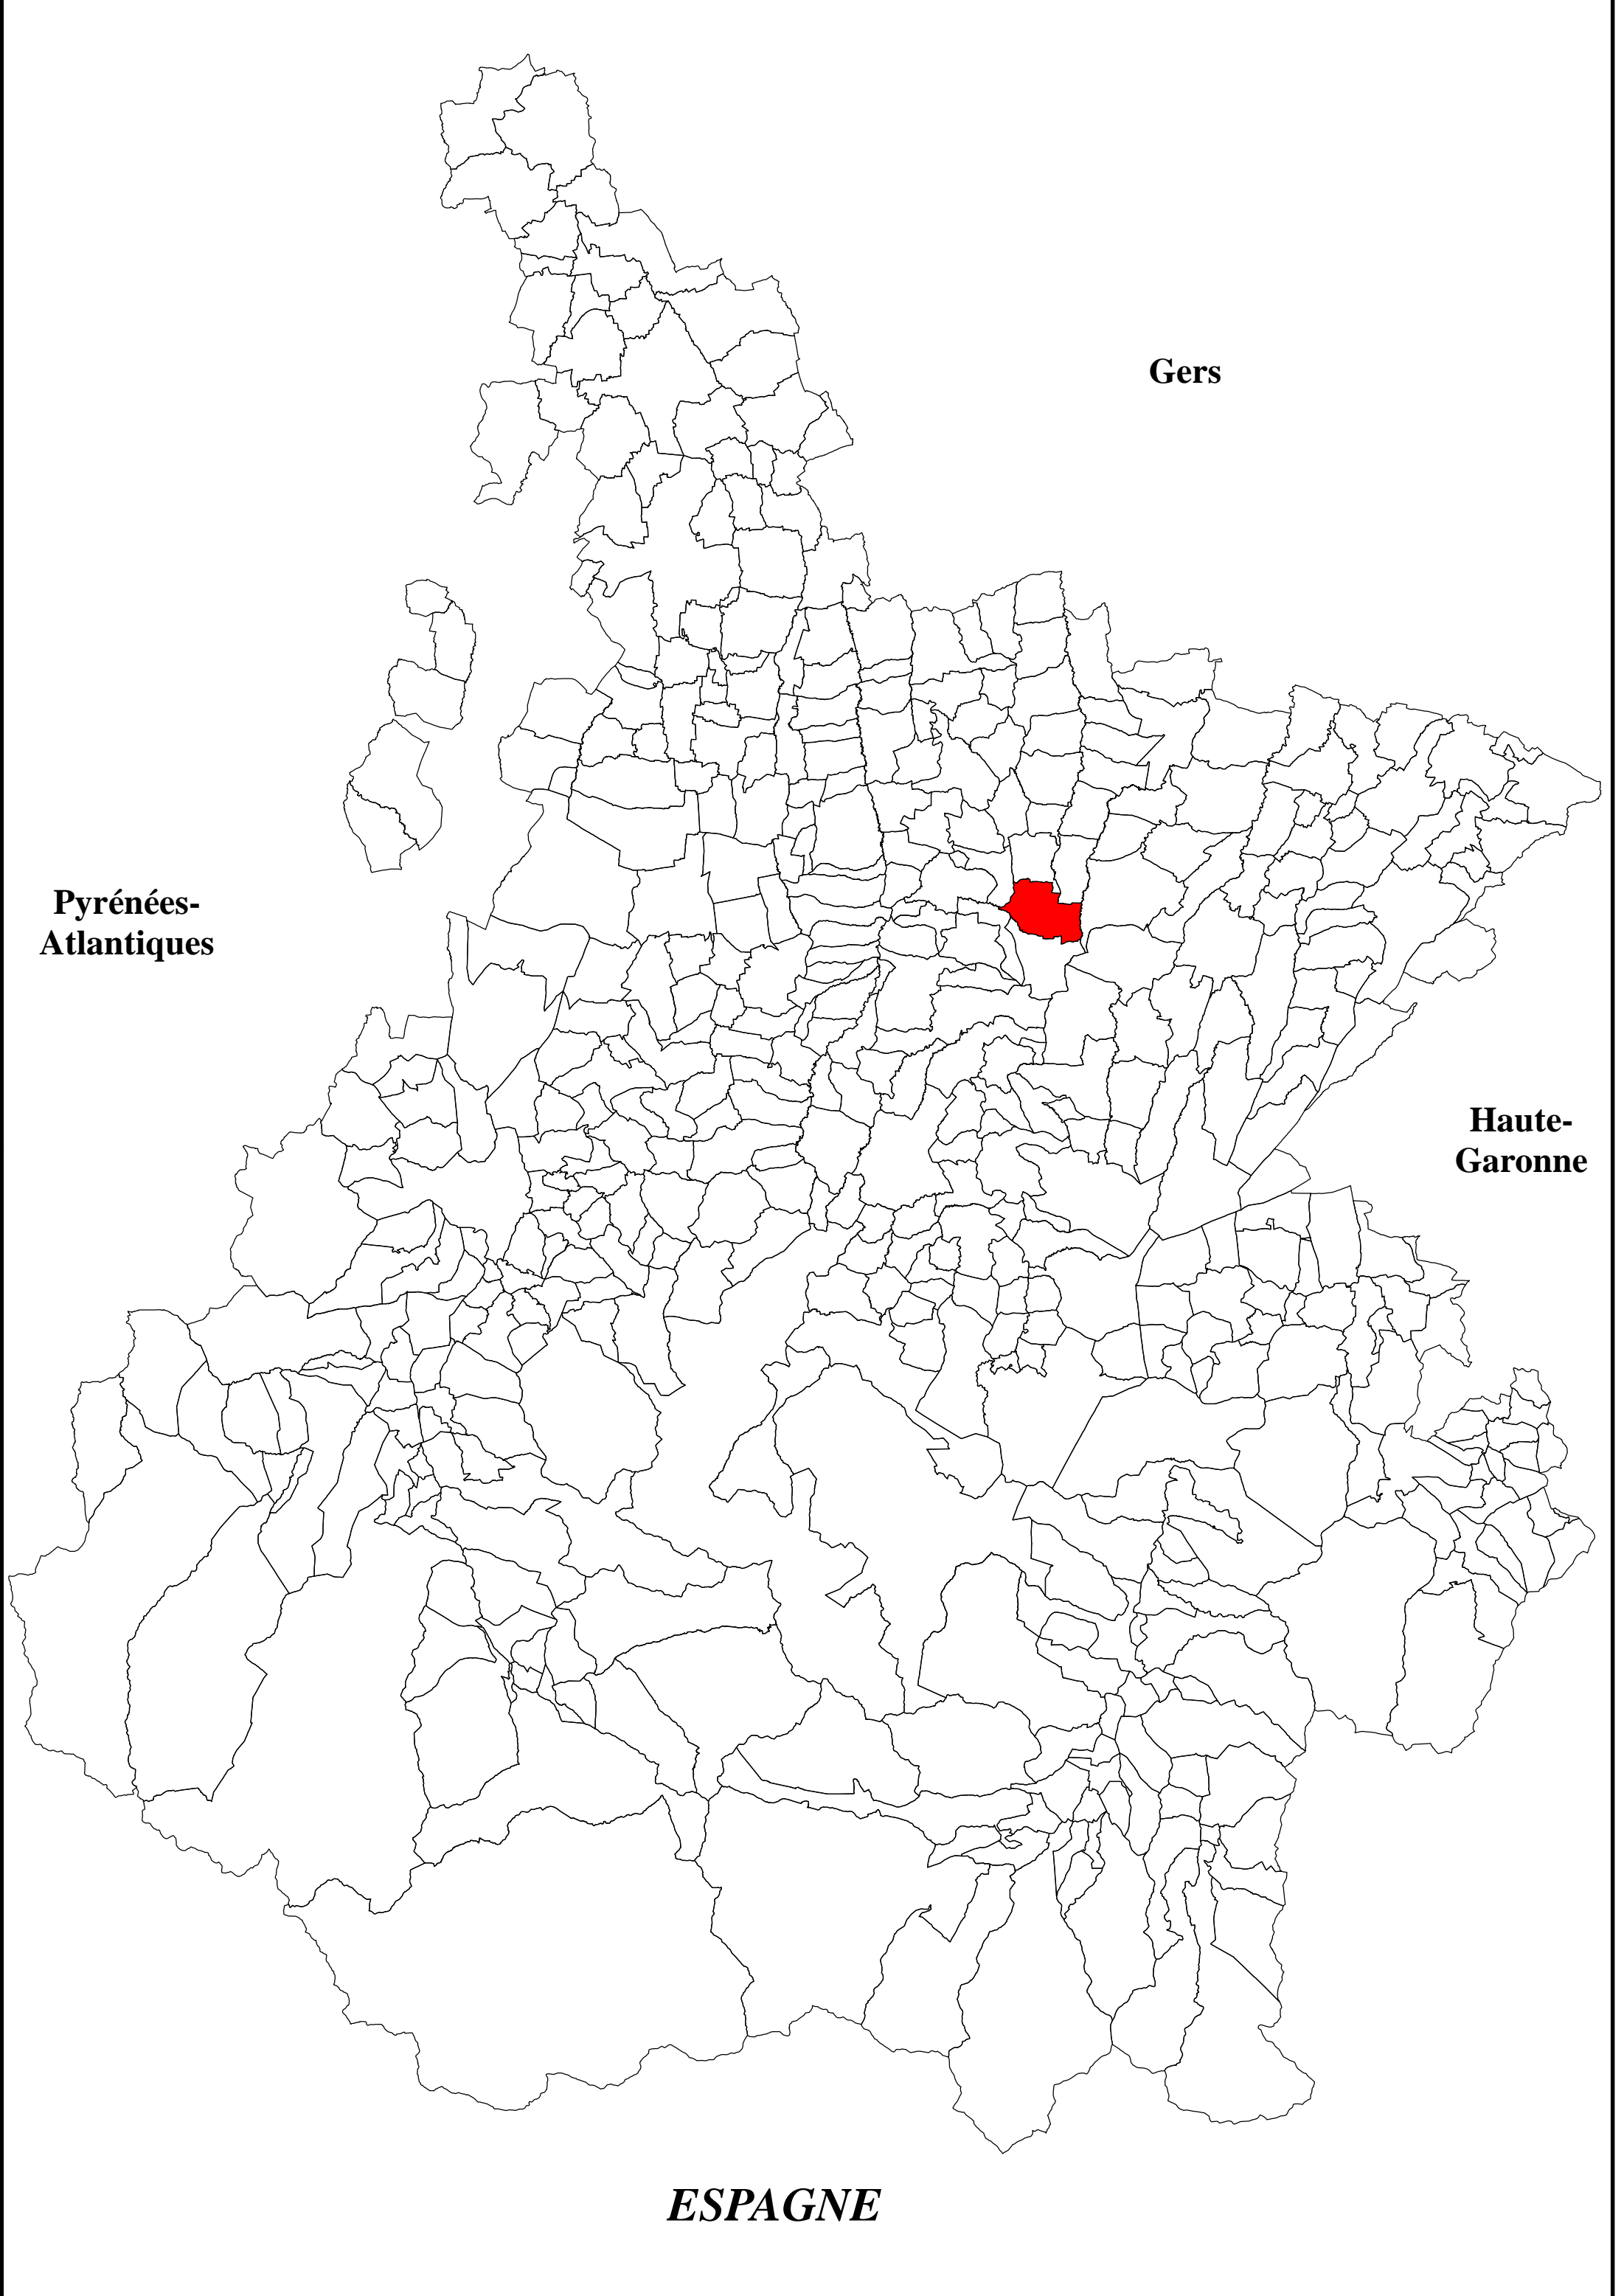 Gers
Pyrénées-
Atlantiques
Haute-
Garonne
ESPAGNE